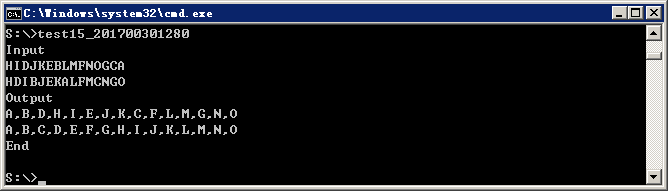 C:\Windows\system32\cmd.exe
S:\>test15_201700301280
Input
HIDJKEBLMFNOGCA
HDIBJEKALFMCNGO
Output
A,B,D,H,I,E,J,K,C,F,L,M,G,N,O
A,B,C,D,E,F,G,H,I,J,K,L,M,N,O
End
S:\>_